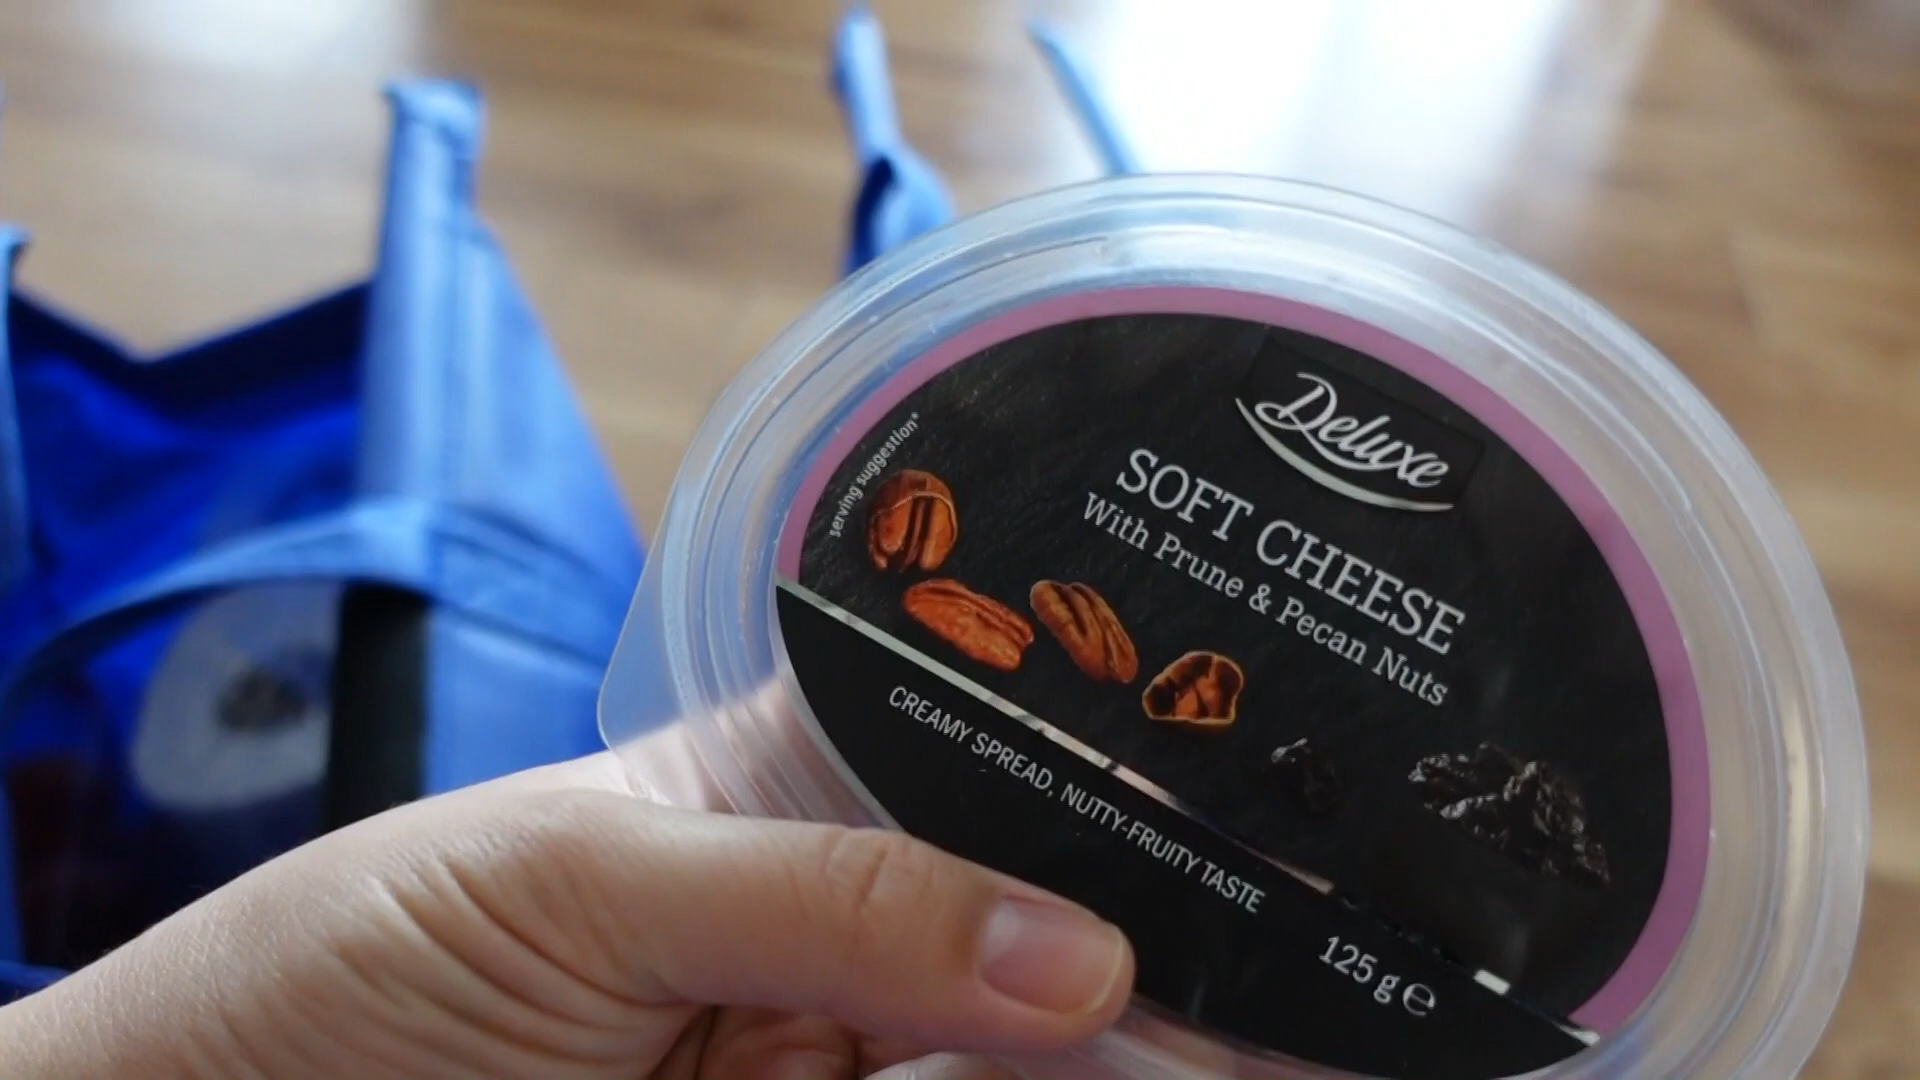 Deluxe
SOFT CHEESE
With Prune & Pecan Nuts
serving suggestion*
CREAMY SPREAD, NUTTY-FRUITY TASTE
125 g ℮